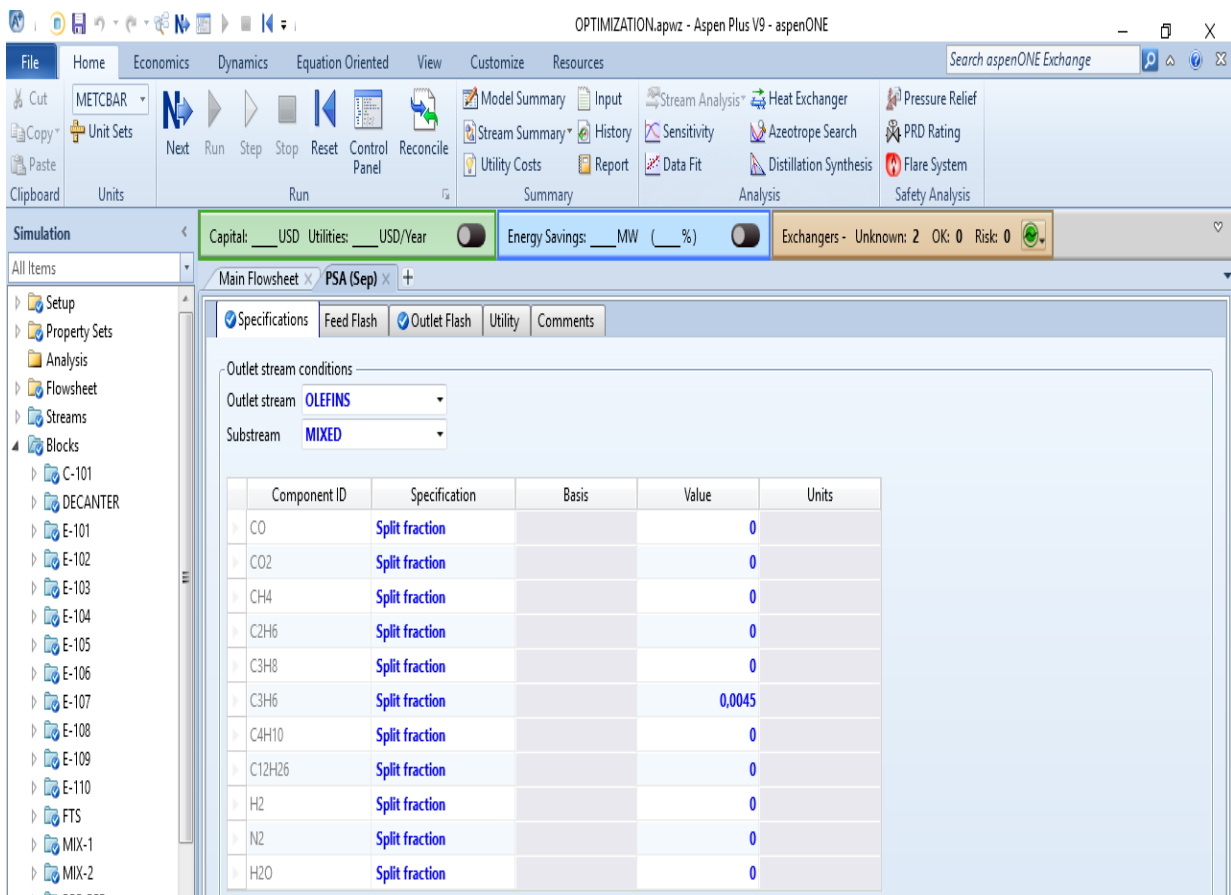 OPTIMIZATION.apwz - Aspen Plus V9 - aspenONE
File Home Economics Dynamics Equation Oriented View Customize Resources Search aspenONE Exchange
Cut METCBAR Model Summary Input Stream Analysis Heat Exchanger Pressure Relief
Copy Unit Sets Next Run Step Stop Reset Control Panel Reconcile Stream Summary History Sensitivity Azeotrope Search PRD Rating
Paste Utility Costs Report Data Fit Distillation Synthesis Flare System
Clipboard Units Run Summary Analysis Safety Analysis
Simulation Capital: ____USD Utilities: ____USD/Year Energy Savings: ____MW (____%) Exchangers - Unknown: 2 OK: 0 Risk: 0
All Items Main Flowsheet PSA (Sep) +
Setup
Property Sets
Analysis
Flowsheet
Streams
Blocks
C-101
DECANTER
E-101
E-102
E-103
E-104
E-105
E-106
E-107
E-108
E-109
E-110
FTS
MIX-1
MIX-2
Specifications Feed Flash Outlet Flash Utility Comments
Outlet stream conditions
Outlet stream OLEFINS
Substream MIXED
Component ID Specification Basis Value Units
CO Split fraction 0
CO2 Split fraction 0
CH4 Split fraction 0
C2H6 Split fraction 0
C3H8 Split fraction 0
C3H6 Split fraction 0,0045
C4H10 Split fraction 0
C12H26 Split fraction 0
H2 Split fraction 0
N2 Split fraction 0
H2O Split fraction 0